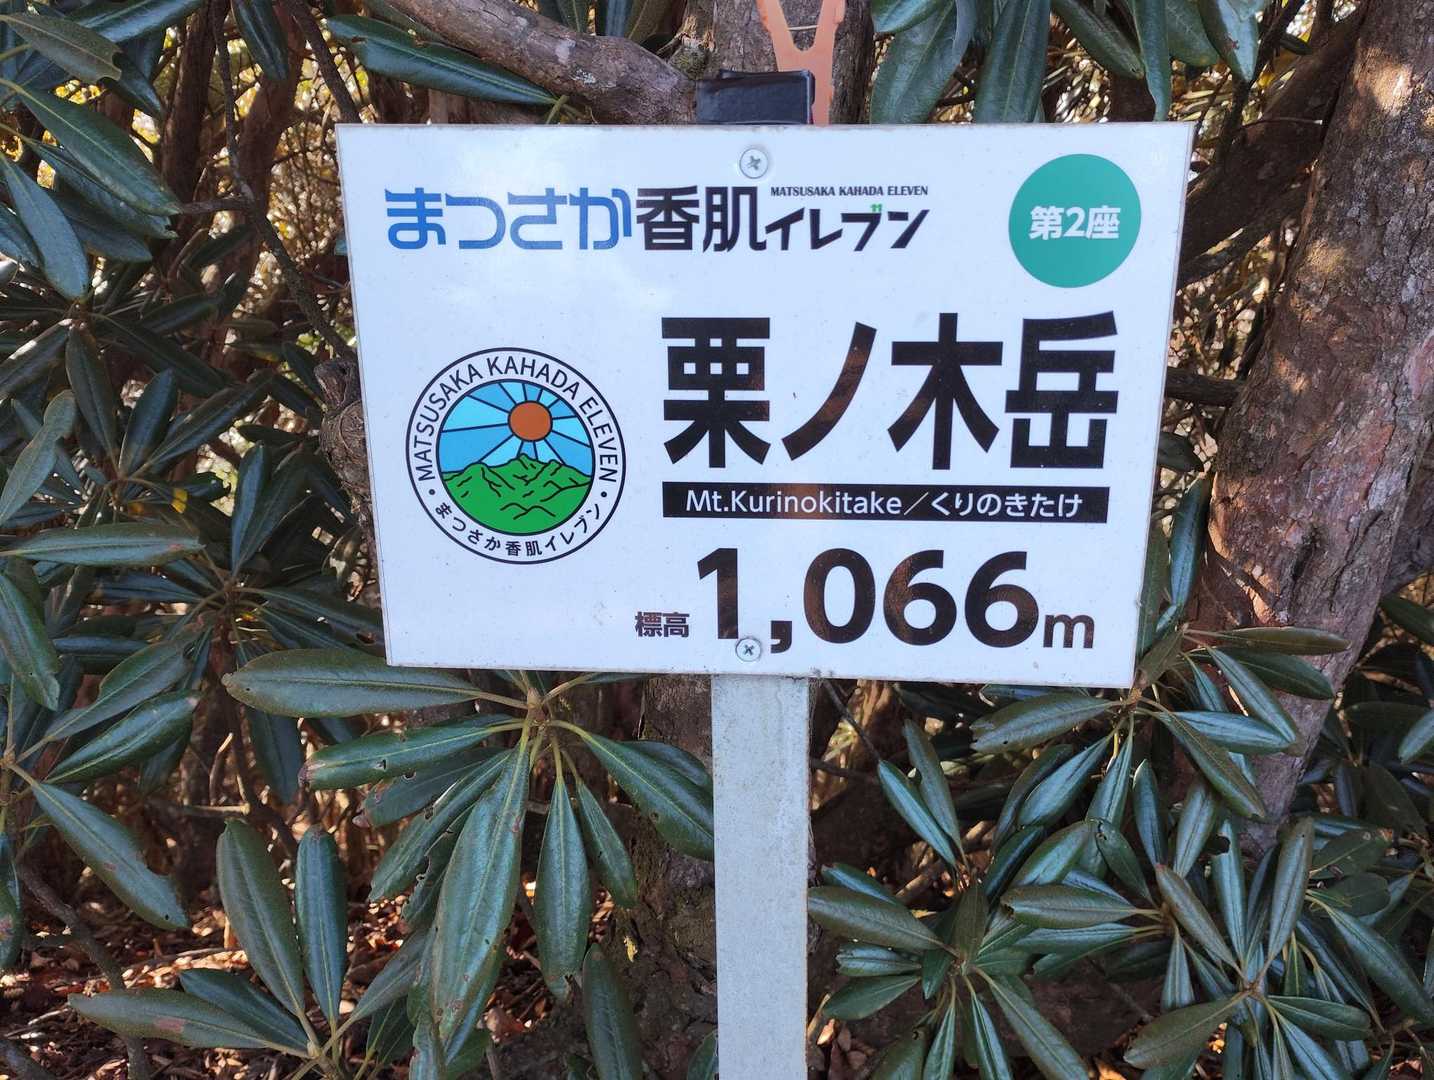 MATSUSAKA KAHADA ELEVEN
まつさか香肌イレブン
第2座
栗ノ木岳
MATSUSAKA KAHADA ELEVEN
まつさか香肌イレブン
Mt.Kurinokitake／くりのきたけ
標高 1,066m